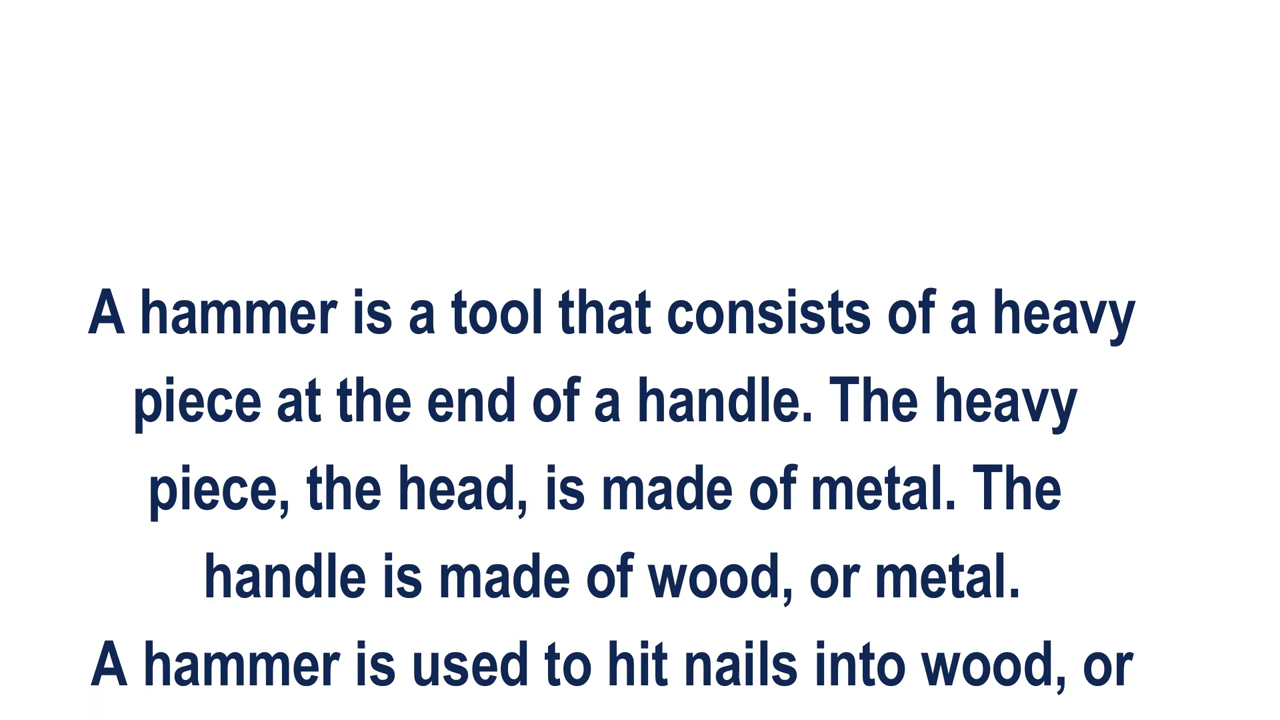 A hammer is a tool that consists of a heavy
piece at the end of a handle. The heavy
piece, the head, is made of metal. The
handle is made of wood, or metal.
A hammer is used to hit nails into wood, or